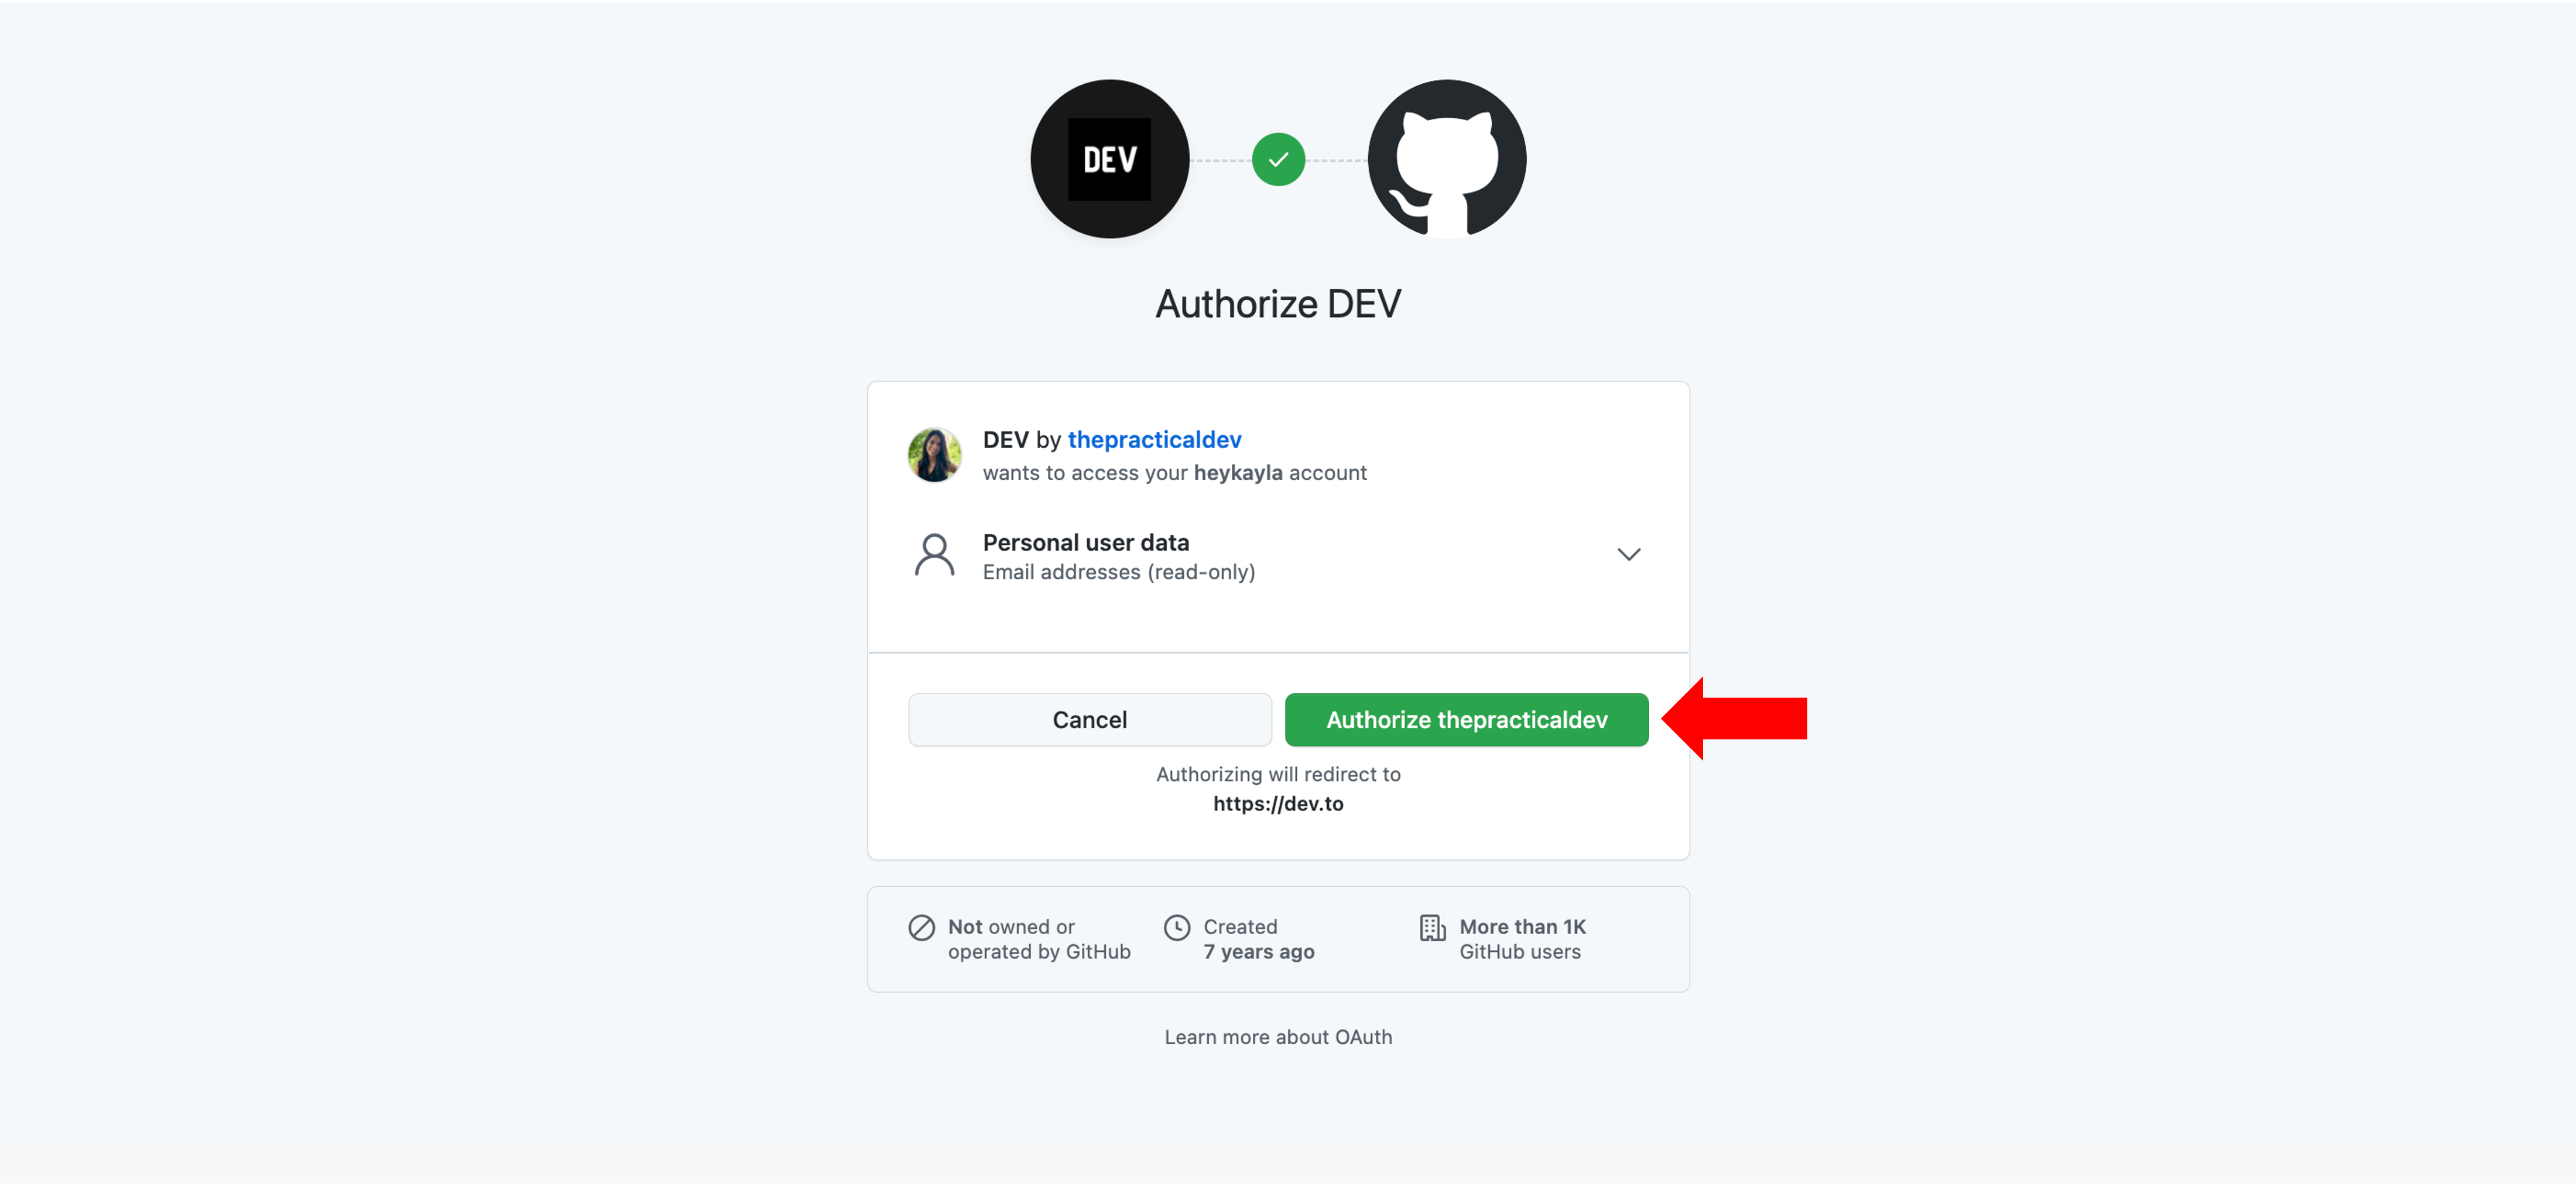 DEV
Authorize DEV
DEV by thepracticaldev
wants to access your heykayla account
Personal user data
Email addresses (read-only)
Cancel
Authorize thepracticaldev
Authorizing will redirect to
https://dev.to
Not owned or
operated by GitHub
Created
7 years ago
More than 1K
GitHub users
Learn more about OAuth